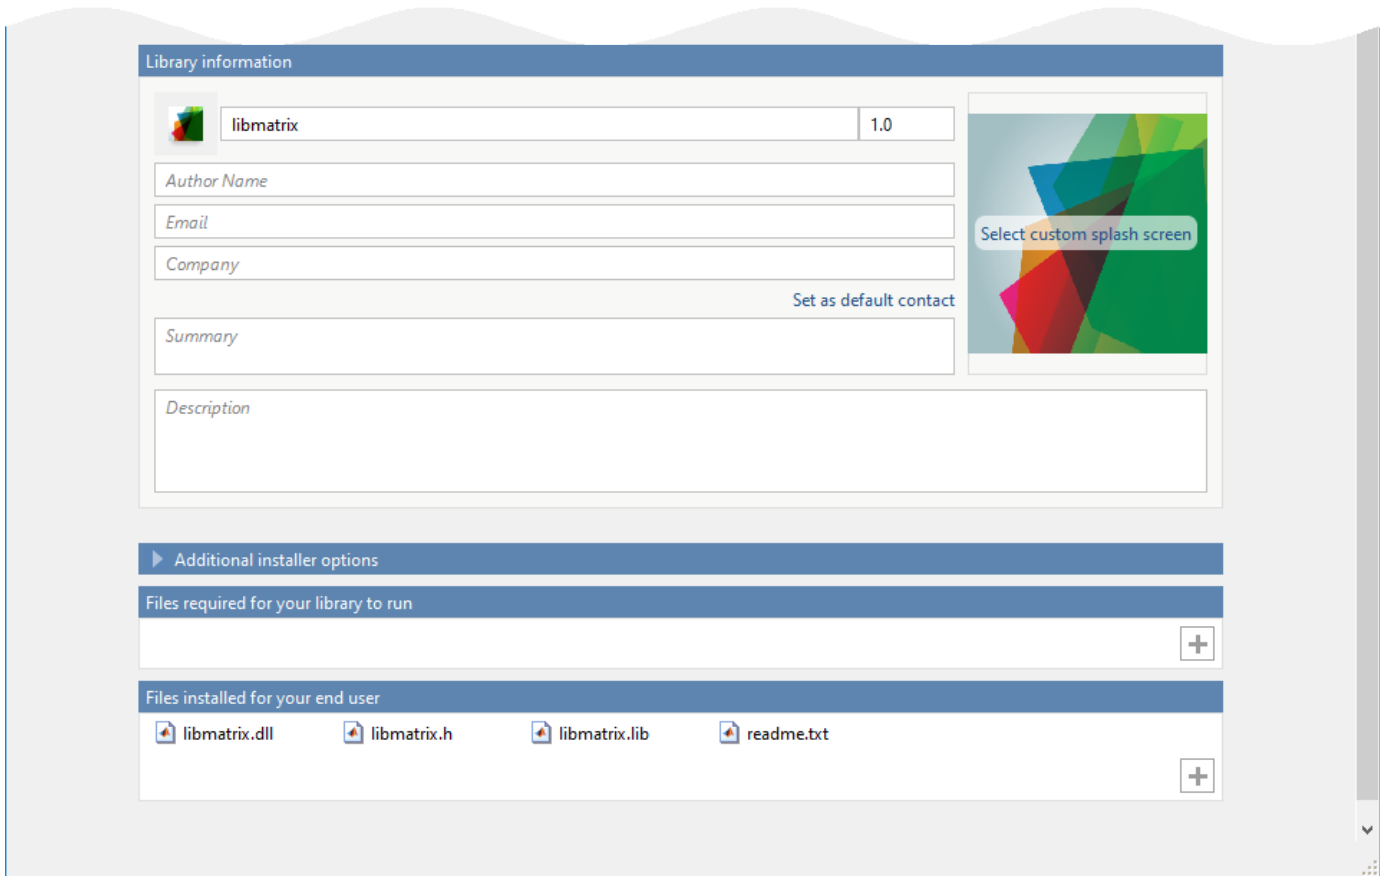 Library information
libmatrix
1.0
Author Name
Email
Company
Set as default contact
Summary
Select custom splash screen
Description
Additional installer options
Files required for your library to run
Files installed for your end user
libmatrix.dll libmatrix.h libmatrix.lib readme.txt